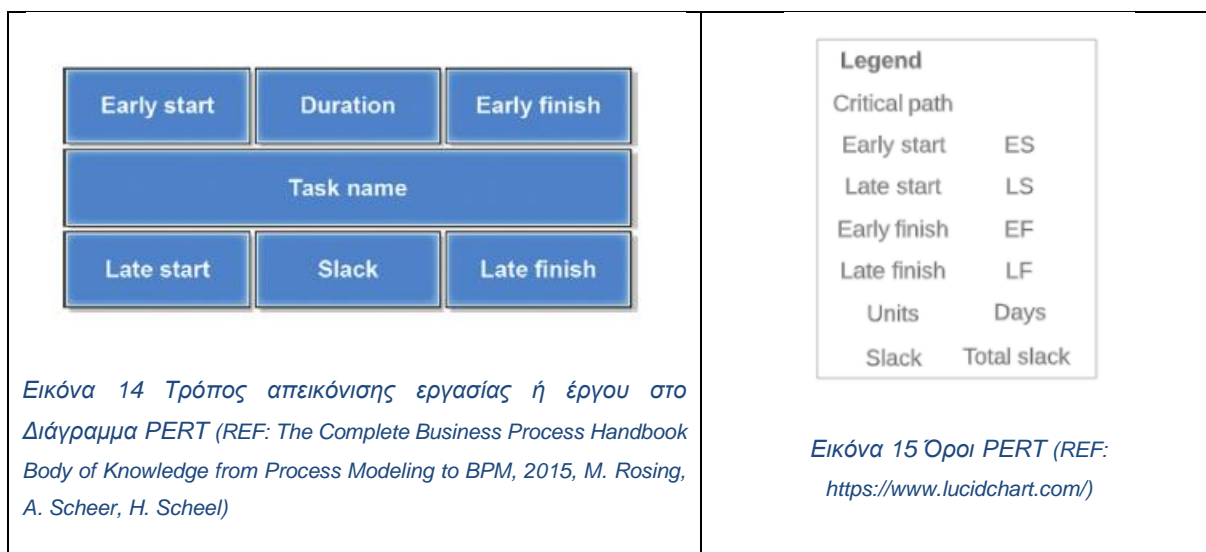 Early start Duration Early finish
Task name
Late start Slack Late finish
Εικόνα 14 Τρόπος απεικόνισης εργασίας ή έργου στο
Διάγραμμα PERT (REF: The Complete Business Process Handbook
Body of Knowledge from Process Modeling to BPM, 2015, M. Rosing,
A. Scheer, H. Scheel)
Legend
Critical path
Early start ES
Late start LS
Early finish EF
Late finish LF
Units Days
Slack Total slack
Εικόνα 15 Όροι PERT (REF:
https://www.lucidchart.com/)